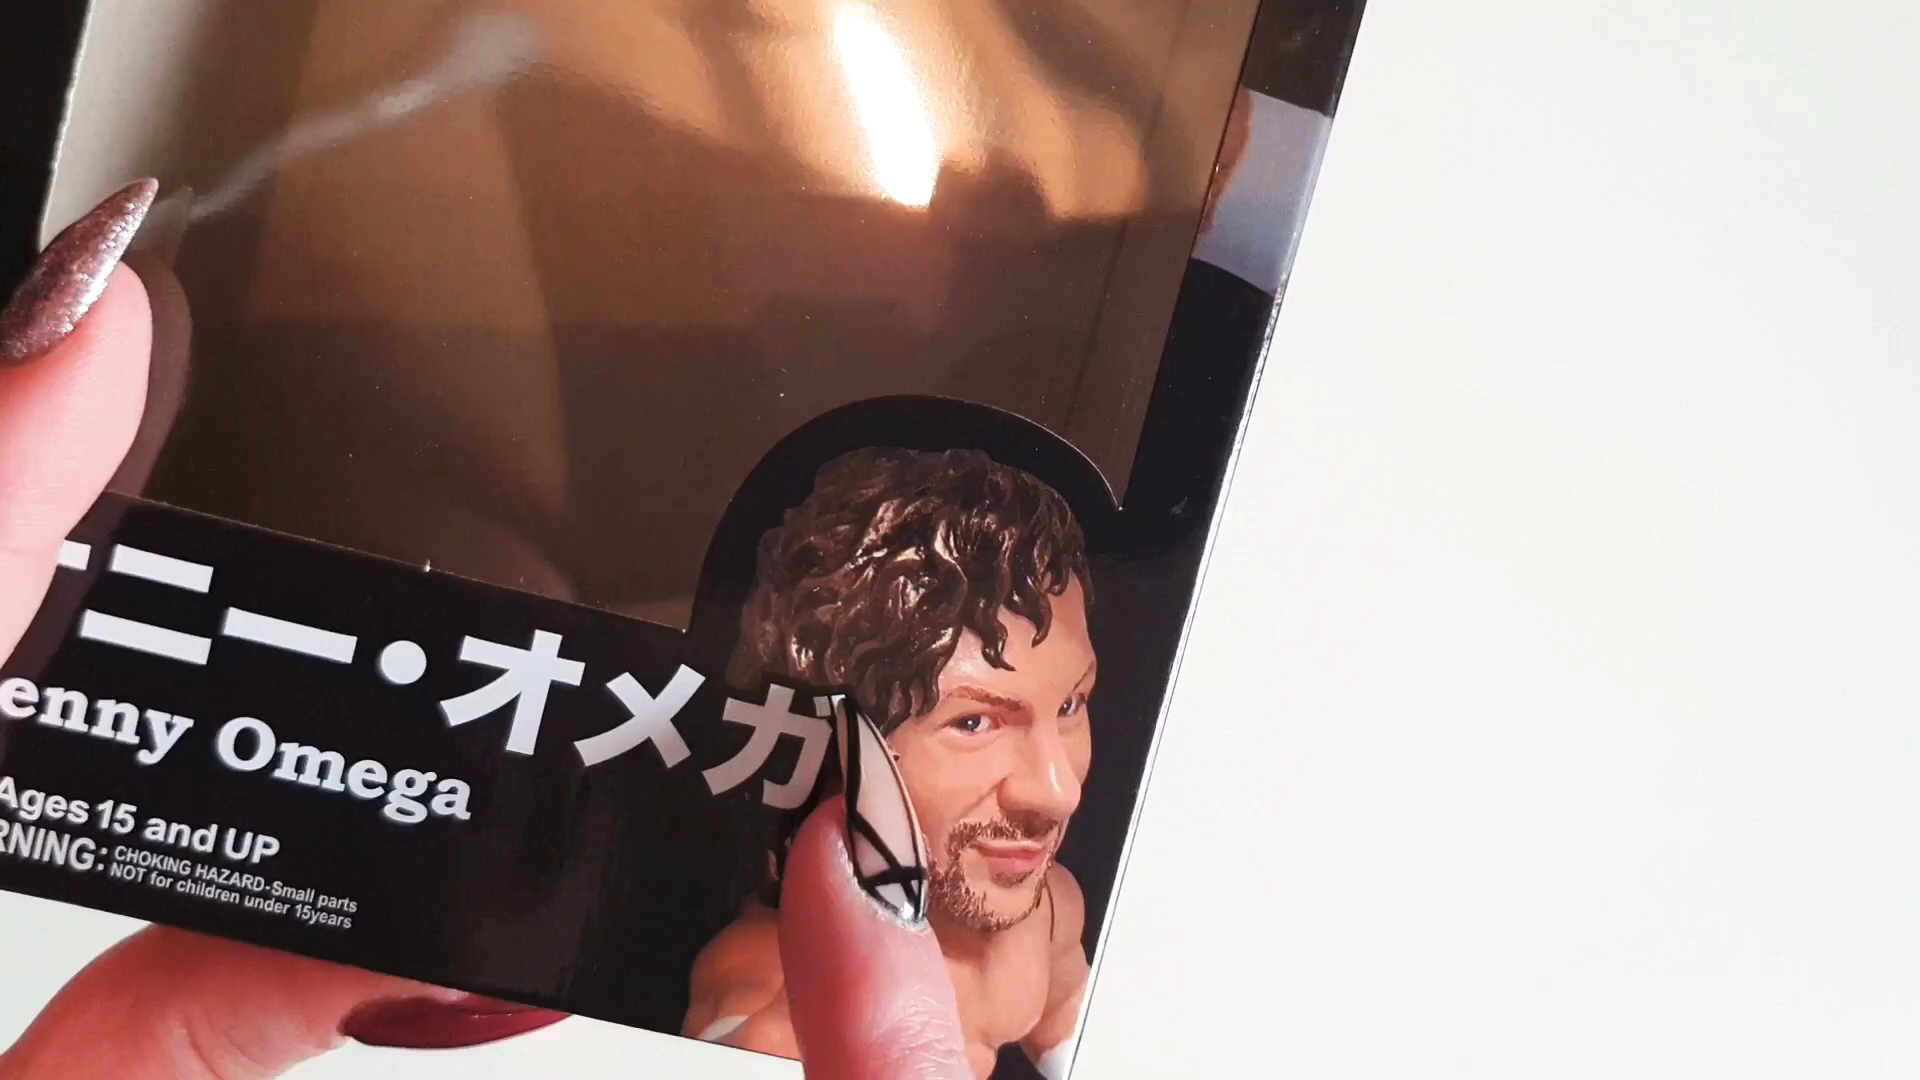 ニー・オメガ
enny Omega
Ages 15 and UP
RNING: CHOKING HAZARD-Small parts
NOT for children under 15years